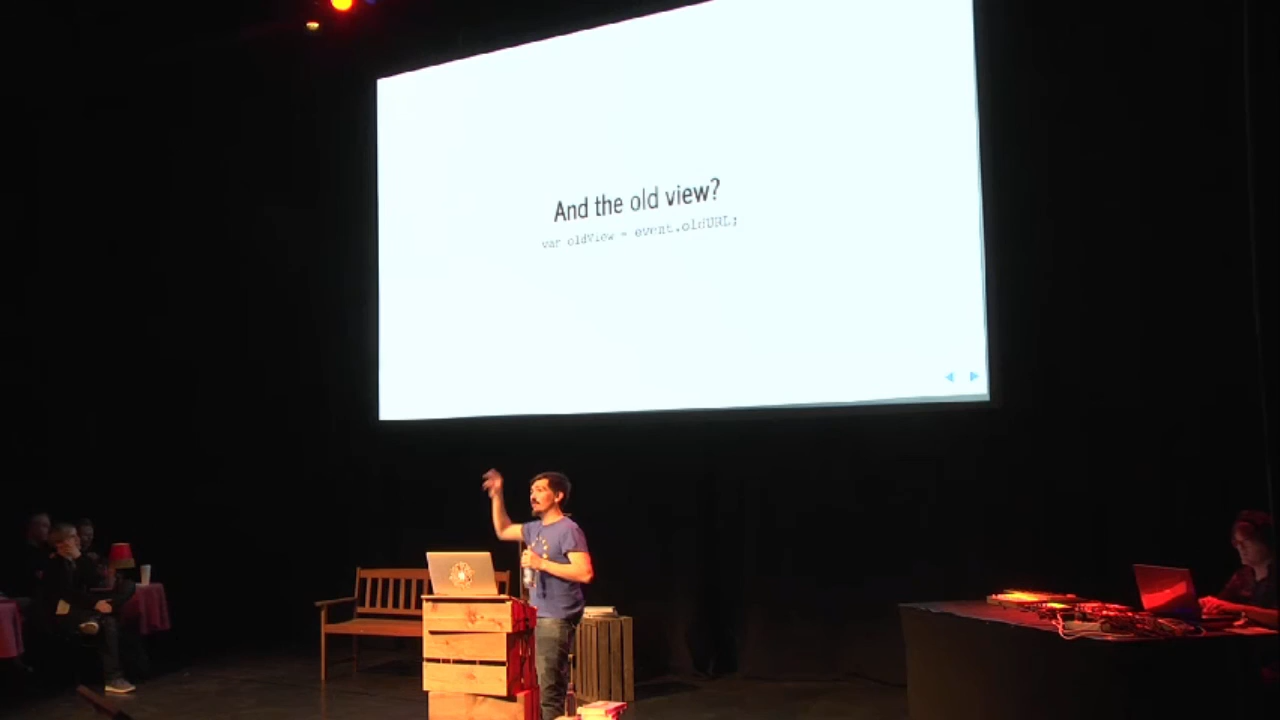 And the old view?
var oldView = event.oldURL;